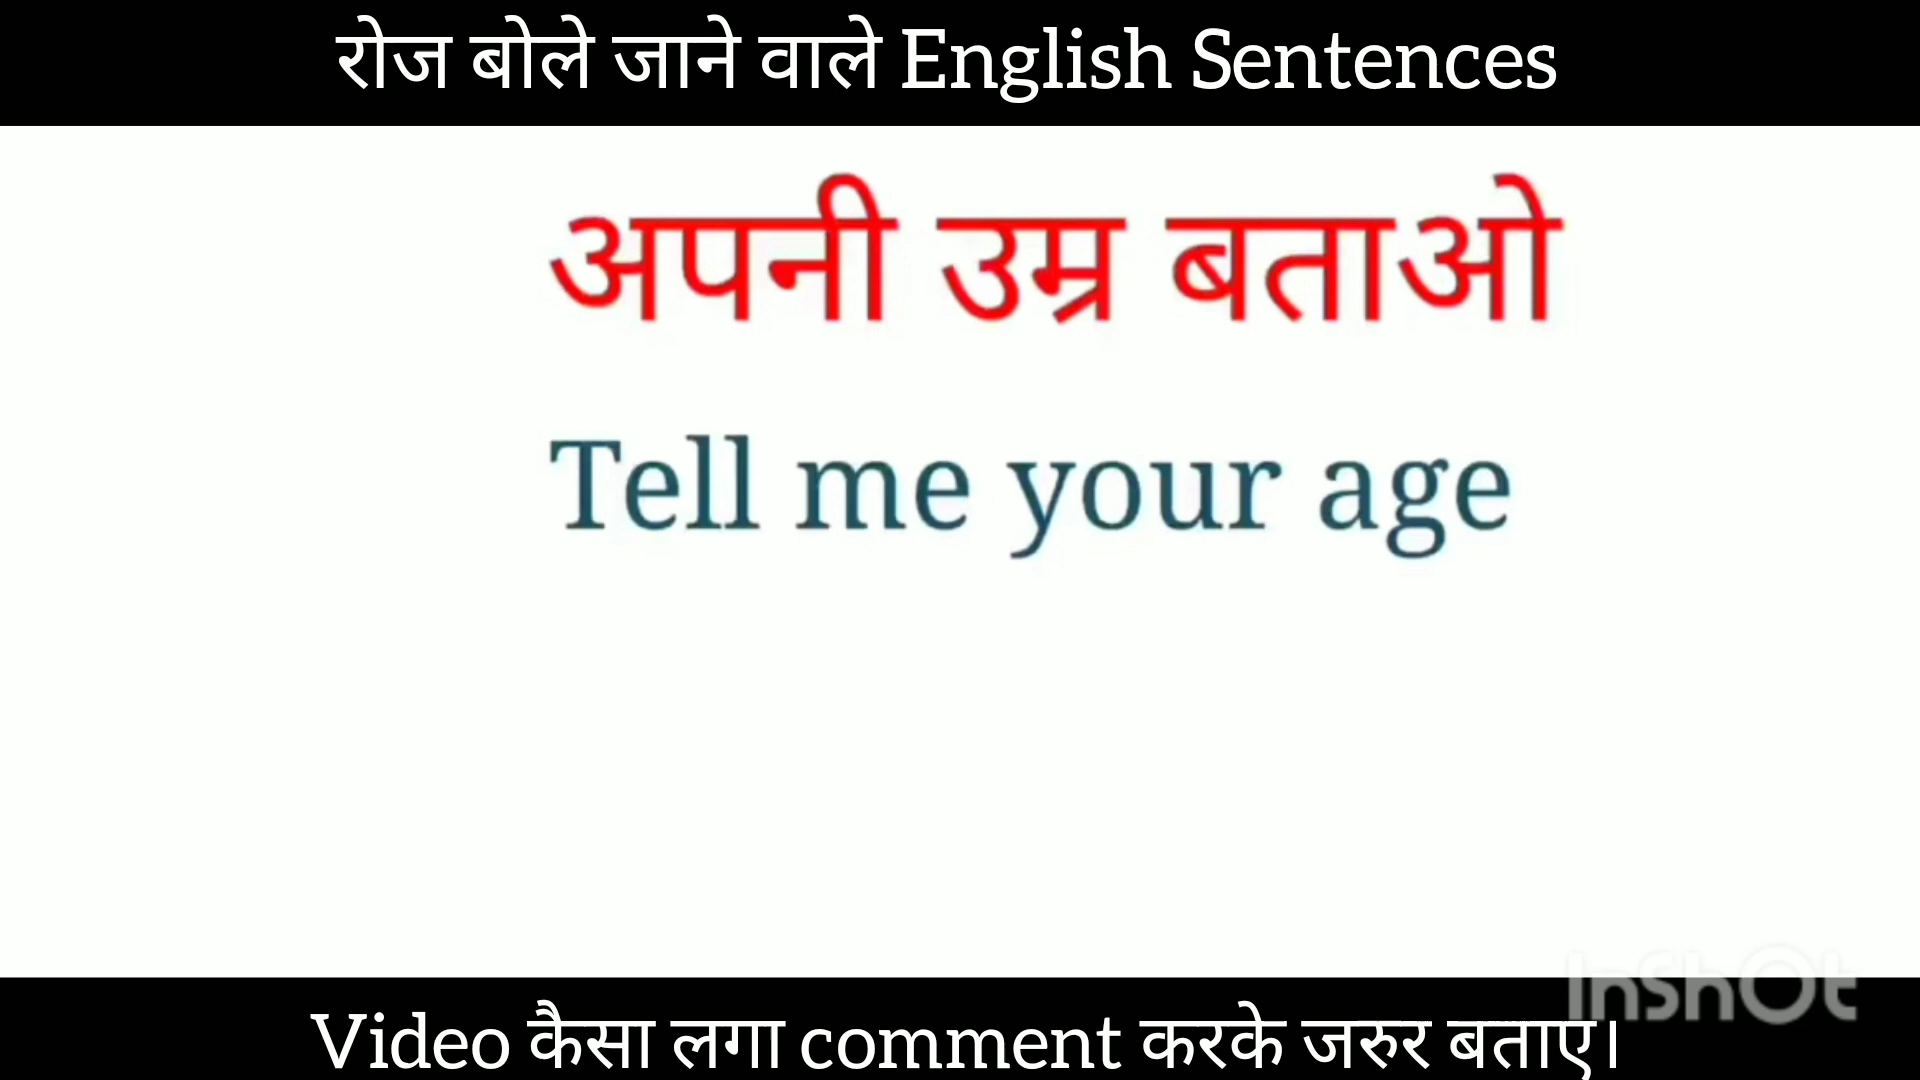 रोज बोले जाने वाले English Sentences
अपनी उम्र बताओ
Tell me your age
InShOt
Video कैसा लगा comment करके जरुर बताए।